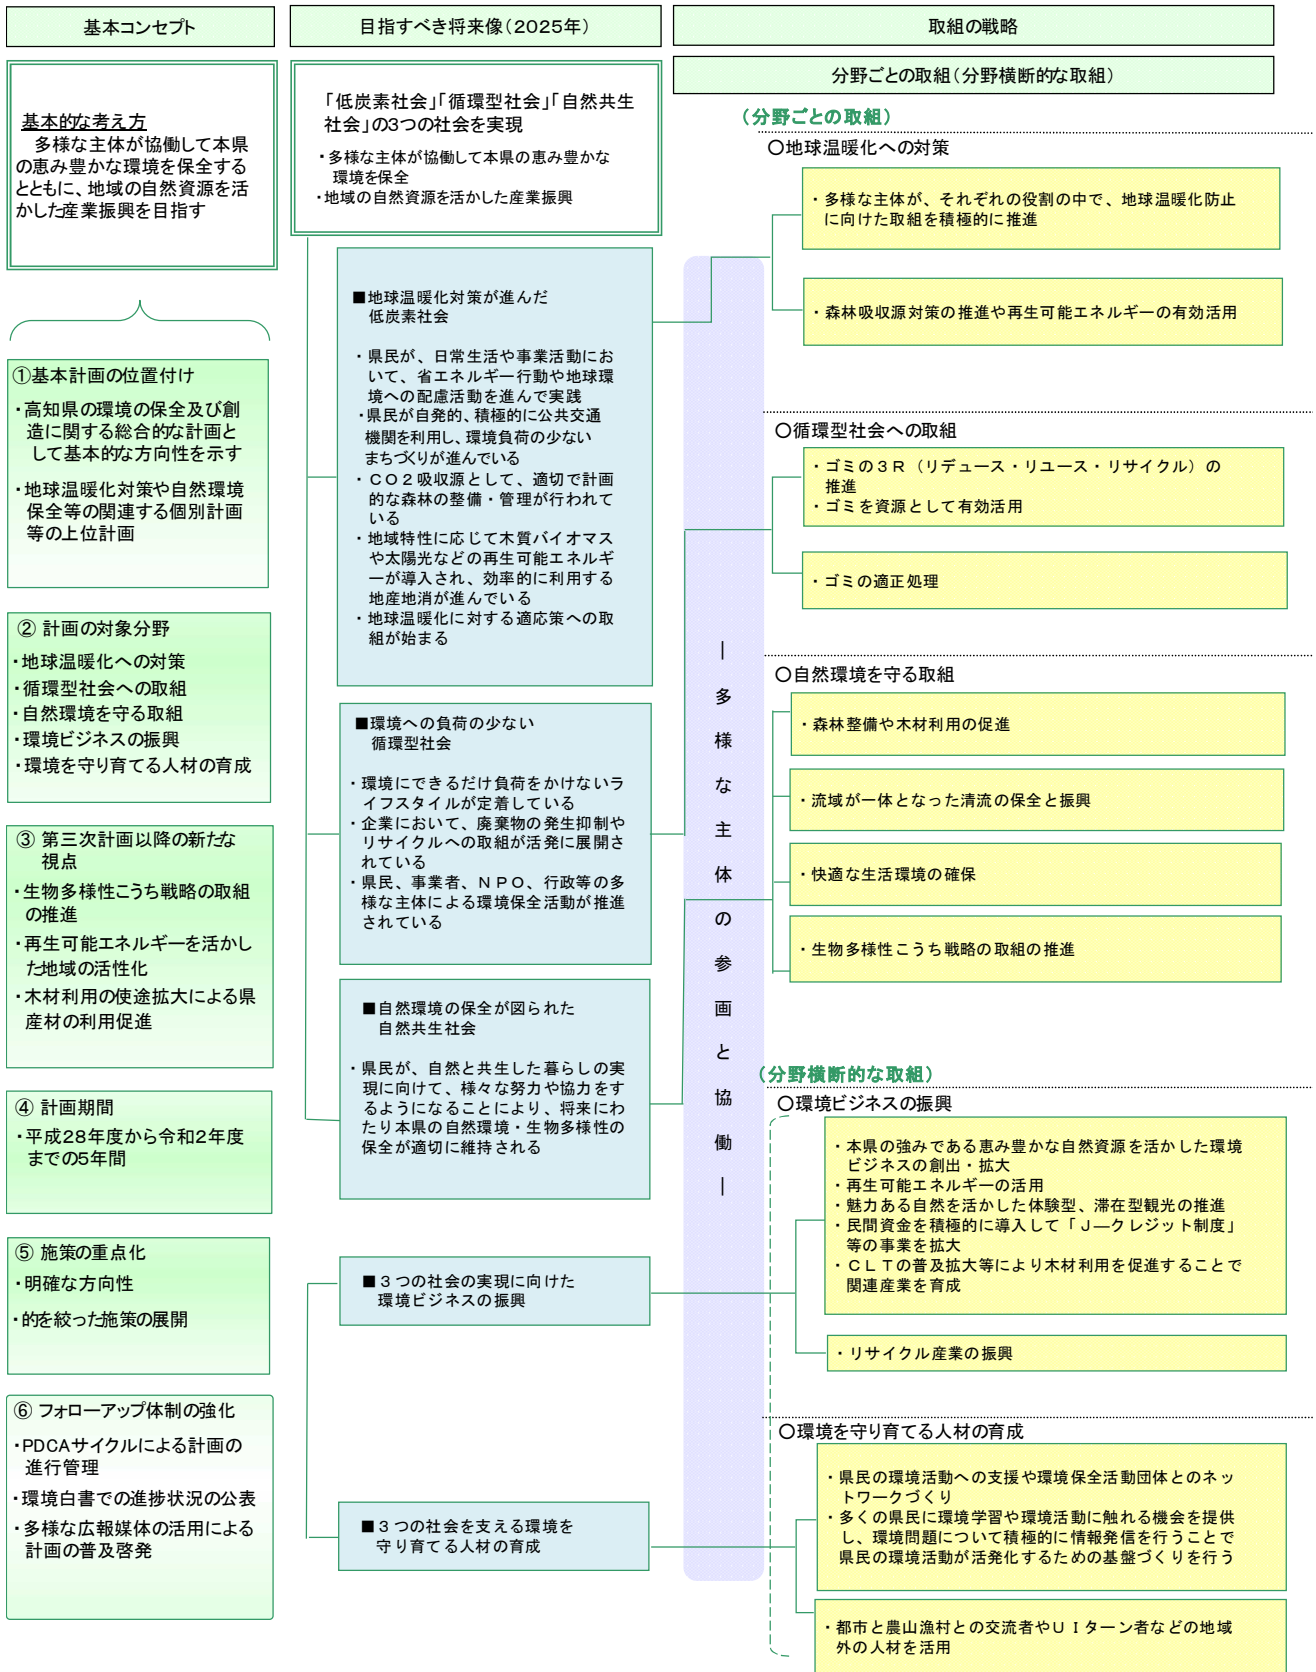 基本コンセプト
基本的な考え方
多様な主体が協働して本県
の恵み豊かな環境を保全する
とともに、地域の自然資源を活
かした産業振興を目指す
①基本計画の位置付け
・高知県の環境の保全及び創
造に関する総合的な計画と
して基本的な方向性を示す
・地球温暖化対策や自然環境
保全等の関連する個別計画
等の上位計画
② 計画の対象分野
・地球温暖化への対策
・循環型社会への取組
・自然環境を守る取組
・環境ビジネスの振興
・環境を守り育てる人材の育成
③ 第三次計画以降の新たな
視点
・生物多様性こうち戦略の取組
の推進
・再生可能エネルギーを活かし
た地域の活性化
・木材利用の使途拡大による県
産材の利用促進
④ 計画期間
・平成28年度から令和2年度
までの5年間
⑤ 施策の重点化
・明確な方向性
・的を絞った施策の展開
⑥ フォローアップ体制の強化
・PDCAサイクルによる計画の
進行管理
・環境白書での進捗状況の公表
・多様な広報媒体の活用による
計画の普及啓発
目指すべき将来像(2025年)
「低炭素社会」「循環型社会」「自然共生
社会」の3つの社会を実現
・多様な主体が協働して本県の恵み豊かな
環境を保全
・地域の自然資源を活かした産業振興
■地球温暖化対策が進んだ
低炭素社会
・県民が、日常生活や事業活動にお
いて、省エネルギー行動や地球環
境への配慮活動を進んで実践
・県民が自発的、積極的に公共交通
機関を利用し、環境負荷の少ない
まちづくりが進んでいる
・ＣＯ２吸収源として、適切で計画
的な森林の整備・管理が行われて
いる
・地域特性に応じて木質バイオマス
や太陽光などの再生可能エネルギ
ーが導入され、効率的に利用する
地産地消が進んでいる
・地球温暖化に対する適応策への取
組が始まる
■環境への負荷の少ない
循環型社会
・環境にできるだけ負荷をかけないラ
イフスタイルが定着している
・企業において、廃棄物の発生抑制や
リサイクルへの取組が活発に展開さ
れている
・県民、事業者、ＮＰＯ、行政等の多
様な主体による環境保全活動が推進
されている
■自然環境の保全が図られた
自然共生社会
・県民が、自然と共生した暮らしの実
現に向けて、様々な努力や協力をす
るようになることにより、将来にわ
たり本県の自然環境・生物多様性の
保全が適切に維持される
■３つの社会の実現に向けた
環境ビジネスの振興
■３つの社会を支える環境を
守り育てる人材の育成
｜多様な主体の参画と協働｜
取組の戦略
分野ごとの取組(分野横断的な取組)
(分野ごとの取組)
○地球温暖化への対策
・多様な主体が、それぞれの役割の中で、地球温暖化防止
に向けた取組を積極的に推進
・森林吸収源対策の推進や再生可能エネルギーの有効活用
○循環型社会への取組
・ゴミの３Ｒ（リデュース・リユース・リサイクル）の
推進
・ゴミを資源として有効活用
・ゴミの適正処理
○自然環境を守る取組
・森林整備や木材利用の促進
・流域が一体となった清流の保全と振興
・快適な生活環境の確保
・生物多様性こうち戦略の取組の推進
(分野横断的な取組)
○環境ビジネスの振興
・本県の強みである恵み豊かな自然資源を活かした環境
ビジネスの創出・拡大
・再生可能エネルギーの活用
・魅力ある自然を活かした体験型、滞在型観光の推進
・民間資金を積極的に導入して「Ｊ―クレジット制度」
等の事業を拡大
・ＣＬＴの普及拡大等により木材利用を促進することで
関連産業を育成
・リサイクル産業の振興
○環境を守り育てる人材の育成
・県民の環境活動への支援や環境保全活動団体とのネッ
トワークづくり
・多くの県民に環境学習や環境活動に触れる機会を提供
し、環境問題について積極的に情報発信を行うことで
県民の環境活動が活発化するための基盤づくりを行う
・都市と農山漁村との交流者やＵＩターン者などの地域
外の人材を活用